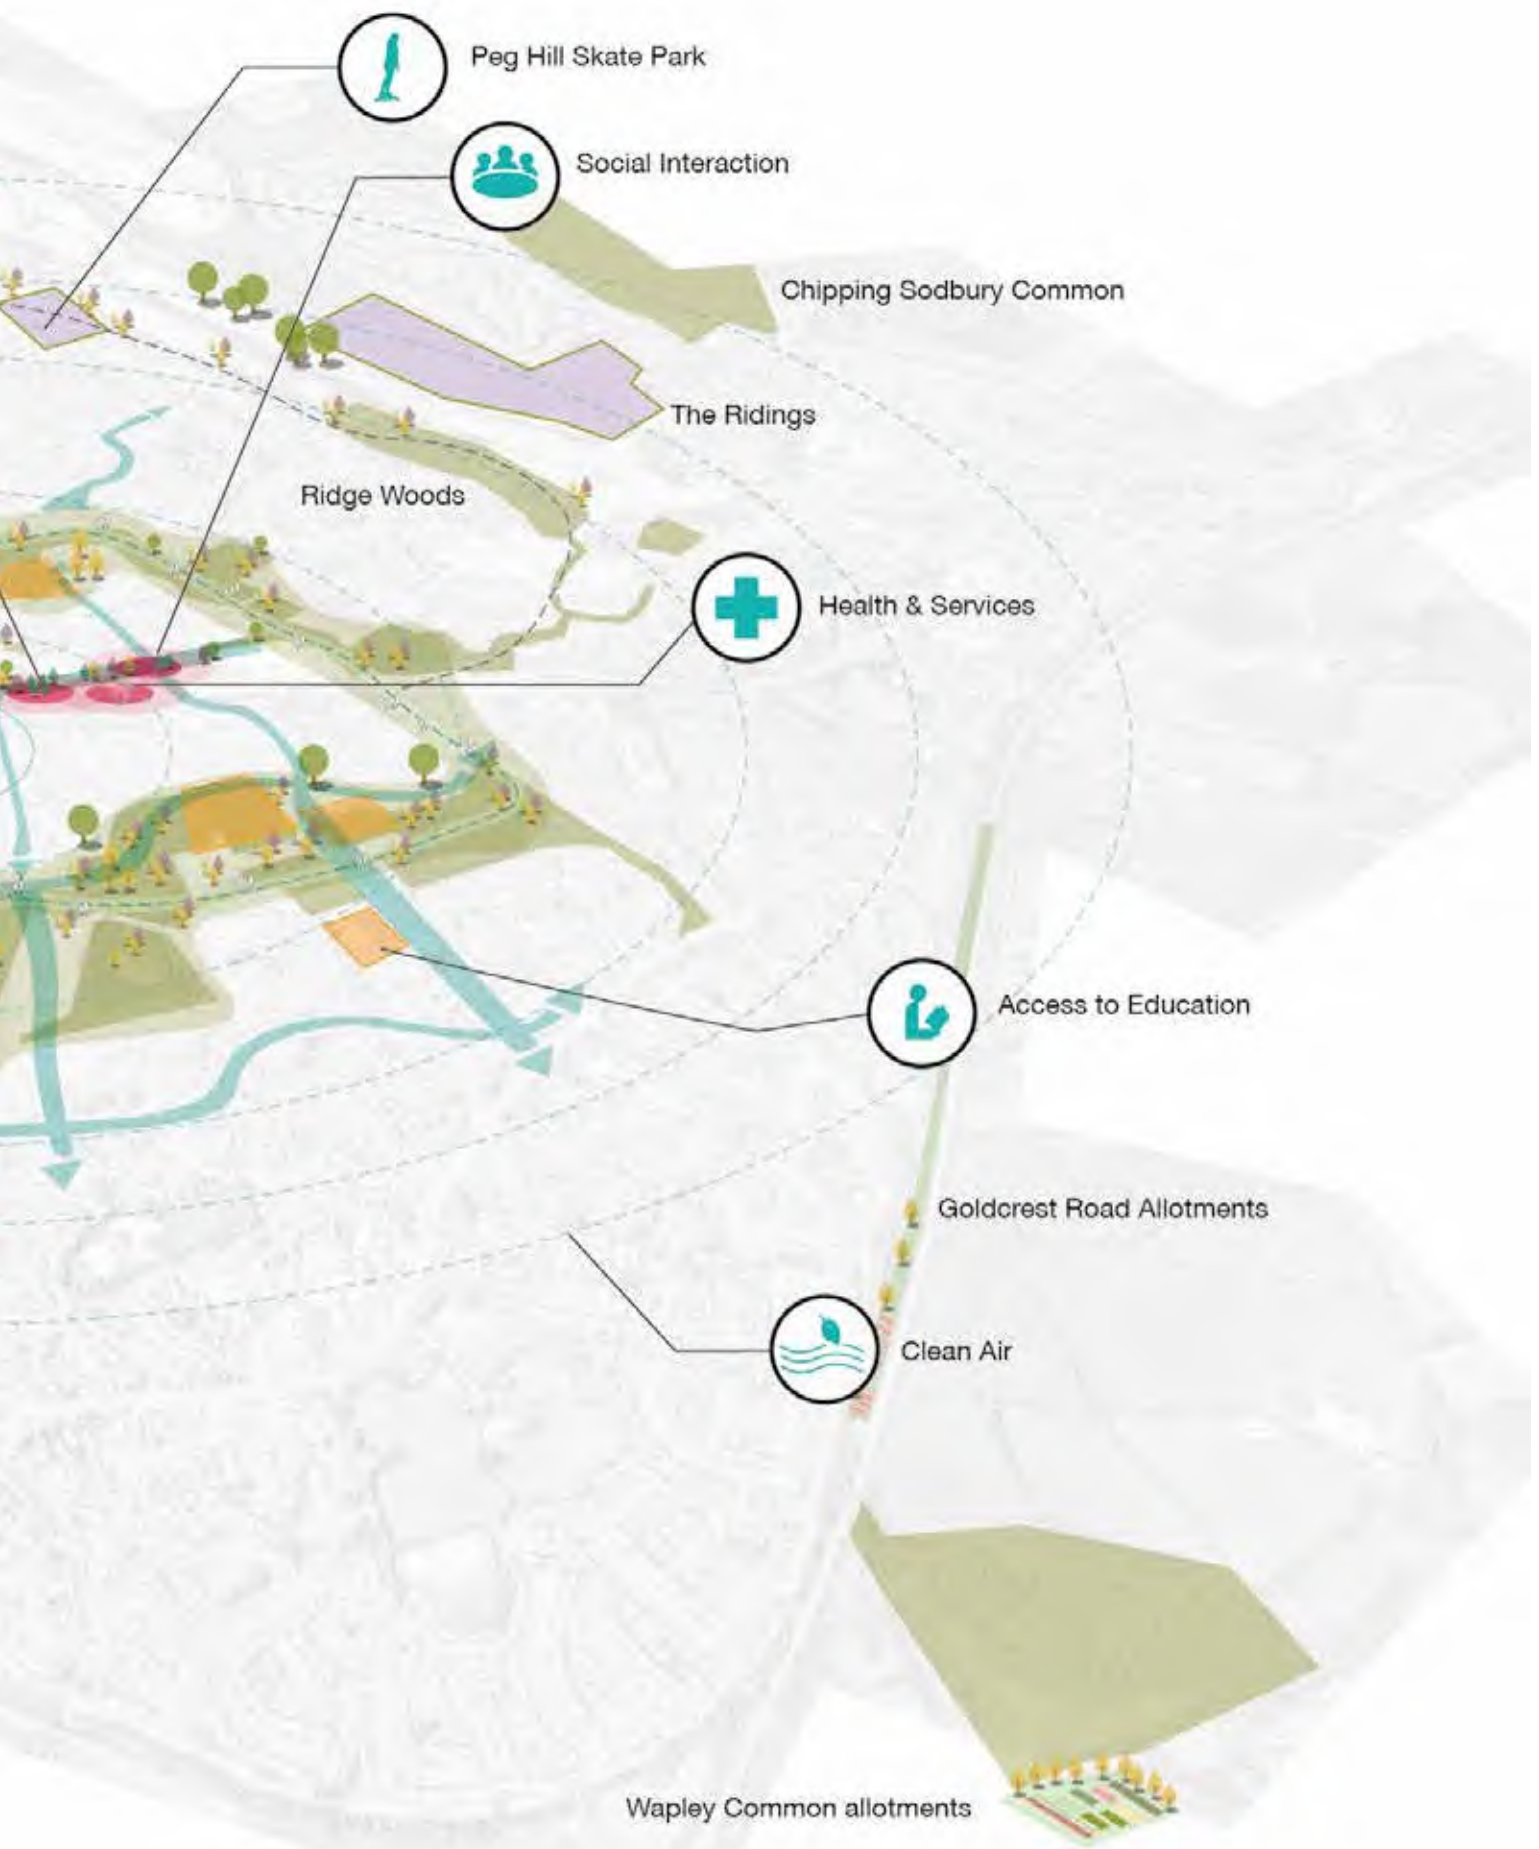 Peg Hill Skate Park
Social Interaction
Chipping Sodbury Common
The Ridings
Ridge Woods
Health & Services
Access to Education
Goldcrest Road Allotments
Clean Air
Wapley Common allotments